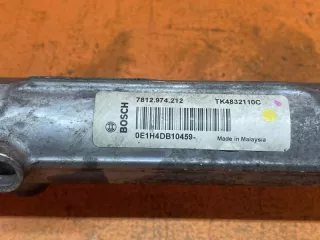 BOSCH
7812.974.212 TK4832110C
0E1H4DB10459-
Made in Malaysia